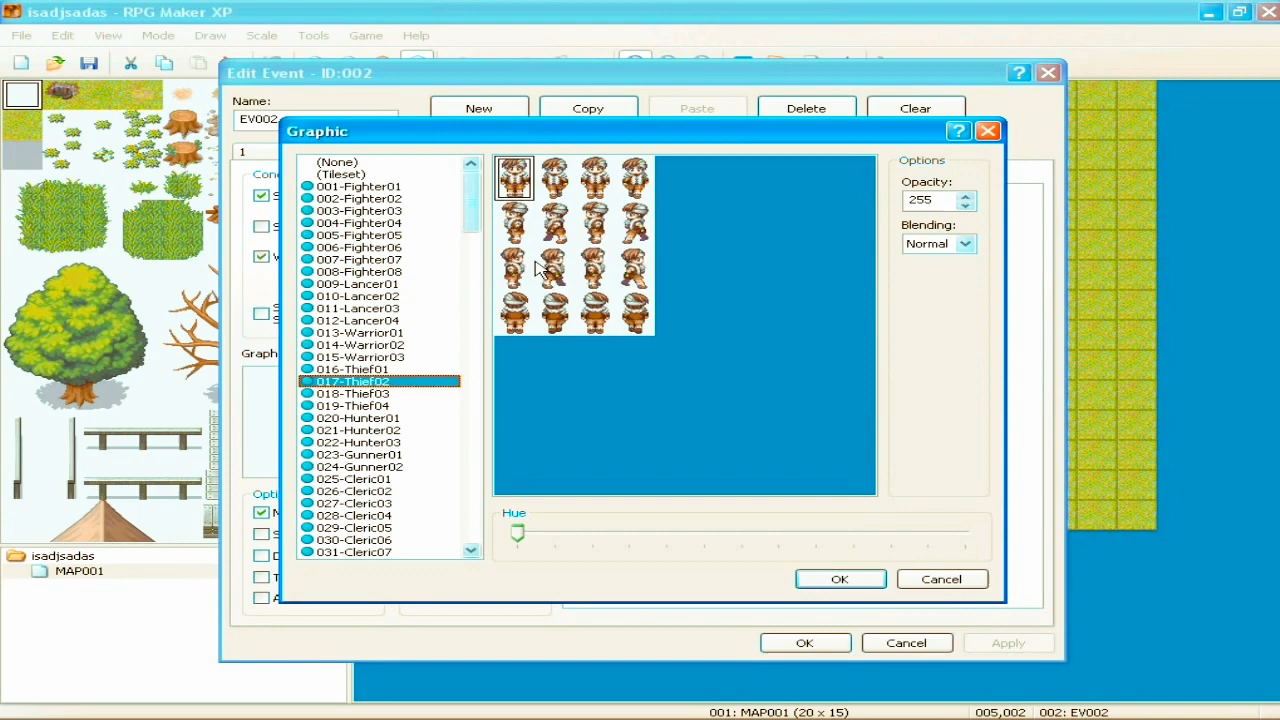 isadjsadas - RPG Maker XP
File Edit View Mode Draw Scale Tools Game Help
Edit Event - ID:002
Name:
EV002
New
Copy
Paste
Delete
Clear
1
Graphic
(None)
(Tileset)
001-Fighter01
002-Fighter02
003-Fighter03
004-Fighter04
005-Fighter05
006-Fighter06
007-Fighter07
008-Fighter08
009-Lancer01
010-Lancer02
011-Lancer03
012-Lancer04
013-Warrior01
014-Warrior02
015-Warrior03
016-Thief01
017-Thief02
018-Thief03
019-Thief04
020-Hunter01
021-Hunter02
022-Hunter03
023-Gunner01
024-Gunner02
025-Cleric01
026-Cleric02
027-Cleric03
028-Cleric04
029-Cleric05
030-Cleric06
031-Cleric07
Options
Opacity:
255
Blending:
Normal
Hue
OK
Cancel
Con
Graph
Opti
OK
Cancel
Apply
isadjsadas
MAP001
001: MAP001 (20 x 15)
005,002
002: EV002